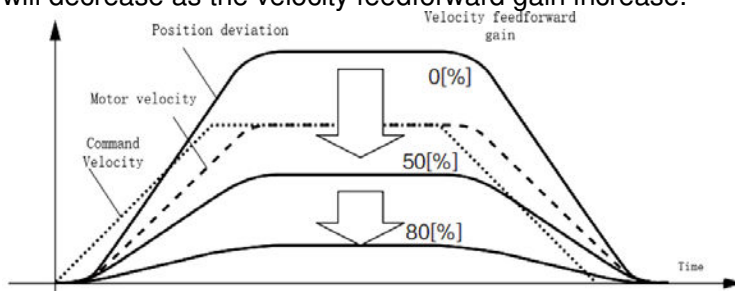 will decrease as the velocity feedforward gain increase.
Position deviation
Velocity feedforward
gain
0[%]
Motor velocity
Command
Velocity
50[%]
80[%]
Time